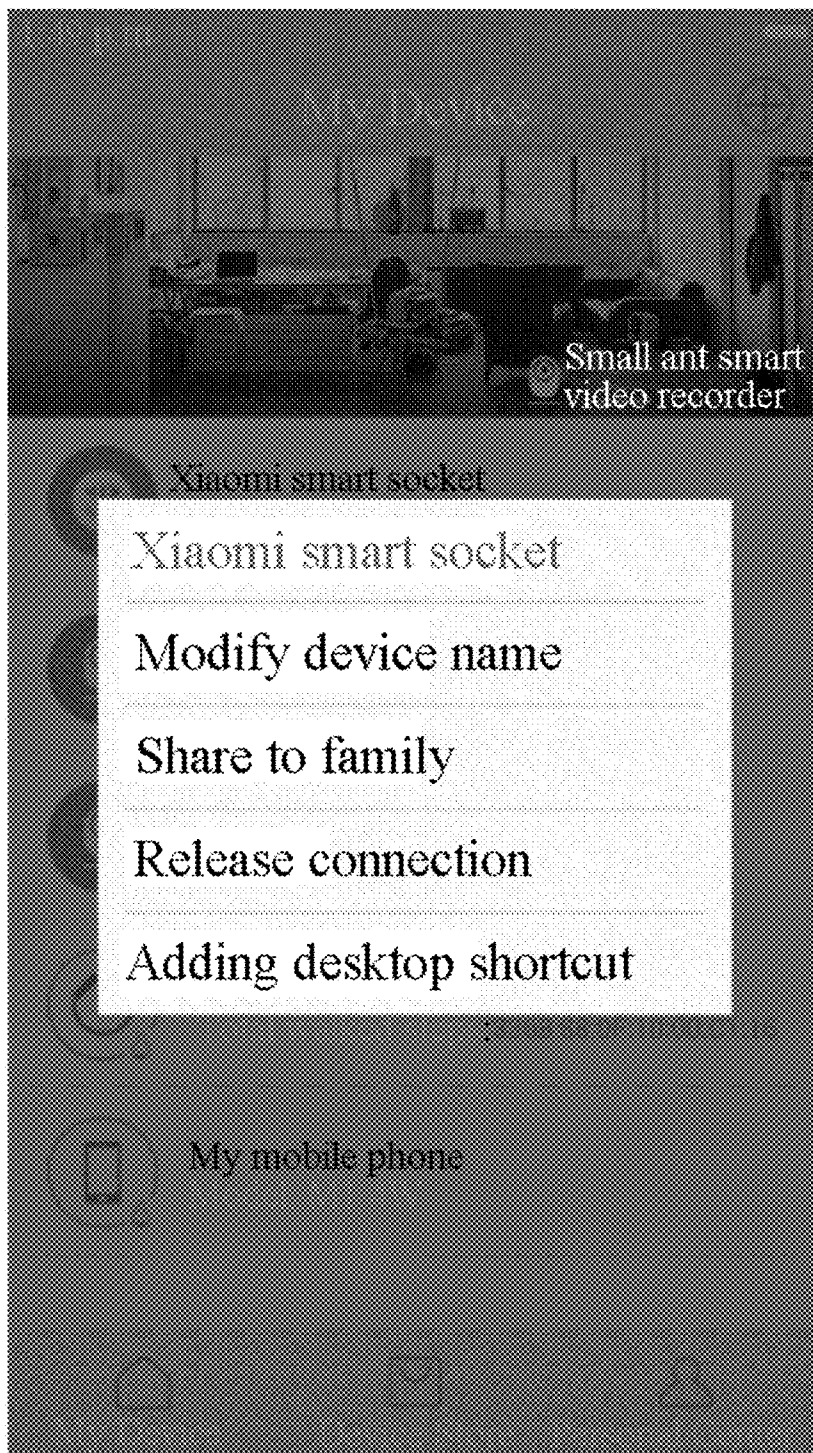 Small ant smart
video recorder
Xiaomi smart socket
Xiaomi smart socket
Modify device name
Share to family
Release connection
Adding desktop shortcut
My mobile phone